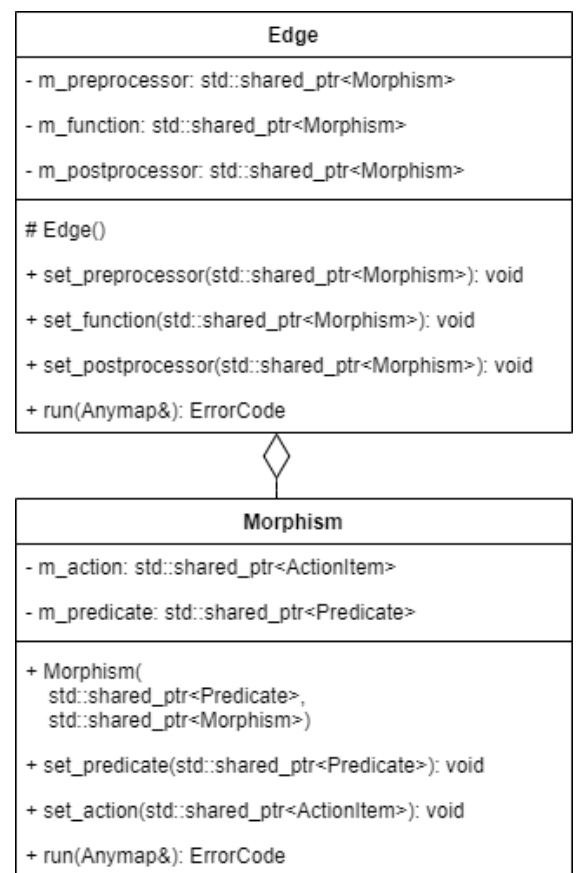 Edge
- m_preprocessor: std::shared_ptr<Morphism>
- m_function: std::shared_ptr<Morphism>
- m_postprocessor: std::shared_ptr<Morphism>
# Edge()
+ set_preprocessor(std::shared_ptr<Morphism>): void
+ set_function(std::shared_ptr<Morphism>): void
+ set_postprocessor(std::shared_ptr<Morphism>): void
+ run(Anymap&): ErrorCode
Morphism
- m_action: std::shared_ptr<ActionItem>
- m_predicate: std::shared_ptr<Predicate>
+ Morphism(
std::shared_ptr<Predicate>,
std::shared_ptr<Morphism>)
+ set_predicate(std::shared_ptr<Predicate>): void
+ set_action(std::shared_ptr<ActionItem>): void
+ run(Anymap&): ErrorCode